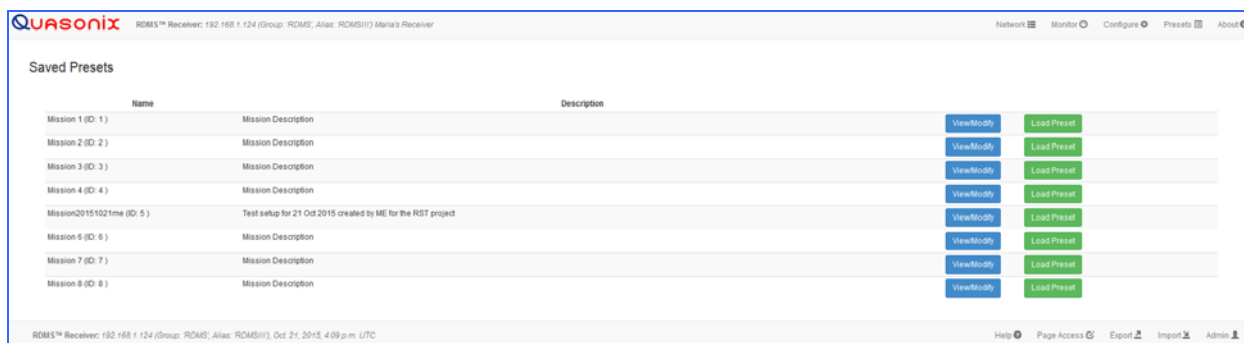 QUASONIX RDMS™ Receiver: 192.168.1.124 (Group: 'RDMS', Alias: 'RDMSIII') Maria's Receiver Network Monitor Configure Presets About
Saved Presets
Name Description
Mission 1 (ID: 1 ) Mission Description View/Modify Load Preset
Mission 2 (ID: 2 ) Mission Description View/Modify Load Preset
Mission 3 (ID: 3 ) Mission Description View/Modify Load Preset
Mission 4 (ID: 4 ) Mission Description View/Modify Load Preset
Mission20151021me (ID: 5 ) Test setup for 21 Oct 2015 created by ME for the RST project View/Modify Load Preset
Mission 6 (ID: 6 ) Mission Description View/Modify Load Preset
Mission 7 (ID: 7 ) Mission Description View/Modify Load Preset
Mission 8 (ID: 8 ) Mission Description View/Modify Load Preset
RDMS™ Receiver: 192.168.1.124 (Group: 'RDMS', Alias: 'RDMSIII'), Oct. 21, 2015, 4:09 p.m. UTC Help Page Access Export Import Admin